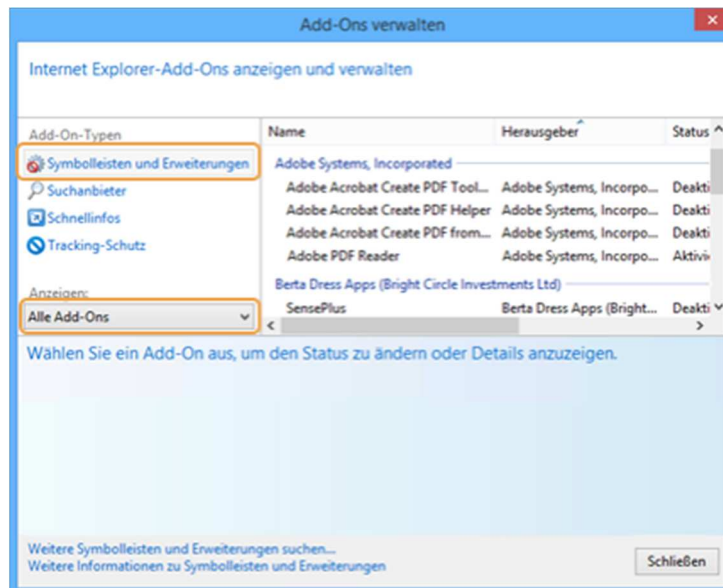 Add-Ons verwalten
Internet Explorer-Add-Ons anzeigen und verwalten
Add-On-Typen
Symbolleisten und Erweiterungen
Suchanbieter
Schnellinfos
Tracking-Schutz
Anzeigen:
Alle Add-Ons
Name Herausgeber Status
Adobe Systems, Incorporated
Adobe Acrobat Create PDF Tool... Adobe Systems, Incorpo... Deakti
Adobe Acrobat Create PDF Helper Adobe Systems, Incorpo... Deakti
Adobe Acrobat Create PDF from... Adobe Systems, Incorpo... Deakti
Adobe PDF Reader Adobe Systems, Incorpo... Aktivi
Berta Dress Apps (Bright Circle Investments Ltd)
SensePlus Berta Dress Apps (Bright... Deakti
Wählen Sie ein Add-On aus, um den Status zu ändern oder Details anzuzeigen.
Weitere Symbolleisten und Erweiterungen suchen...
Weitere Informationen zu Symbolleisten und Erweiterungen
Schließen